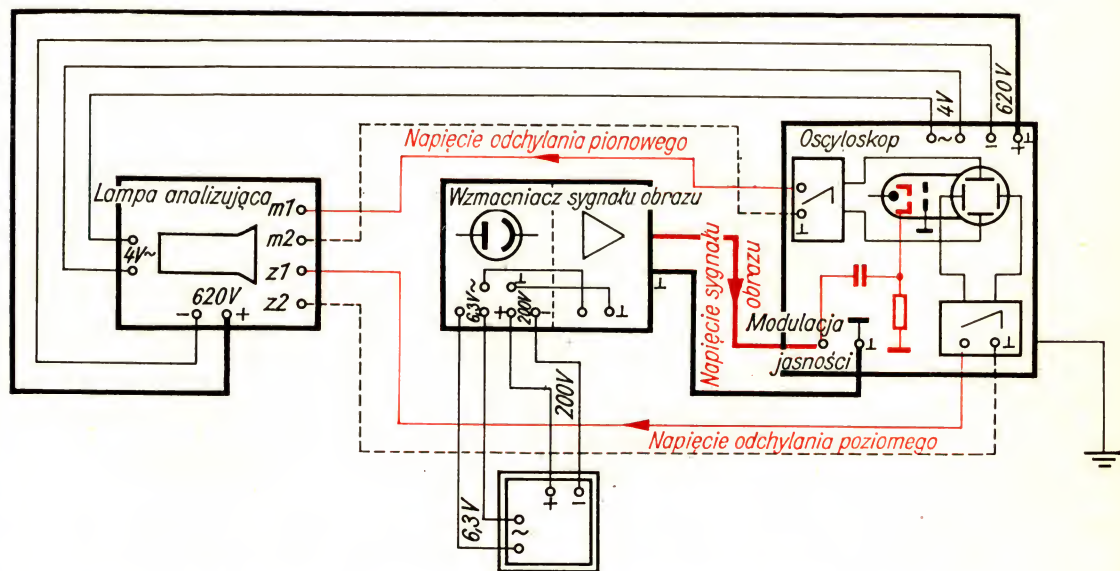 4V
620V
~
−
+
⊥
Oscyloskop
Napięcie odchylania pionowego
Lampa analizująca
m1
m2
z1
z2
4V~
620V
−
+
Wzmacniacz sygnału obrazu
⊥
6,3V~
+
200V
−
⊥
⊥
Napięcie sygnału
obrazu
⊥
Modulacja
jasności
⊥
⊥
Napięcie odchylania poziomego
200V
6,3V
+
−
~